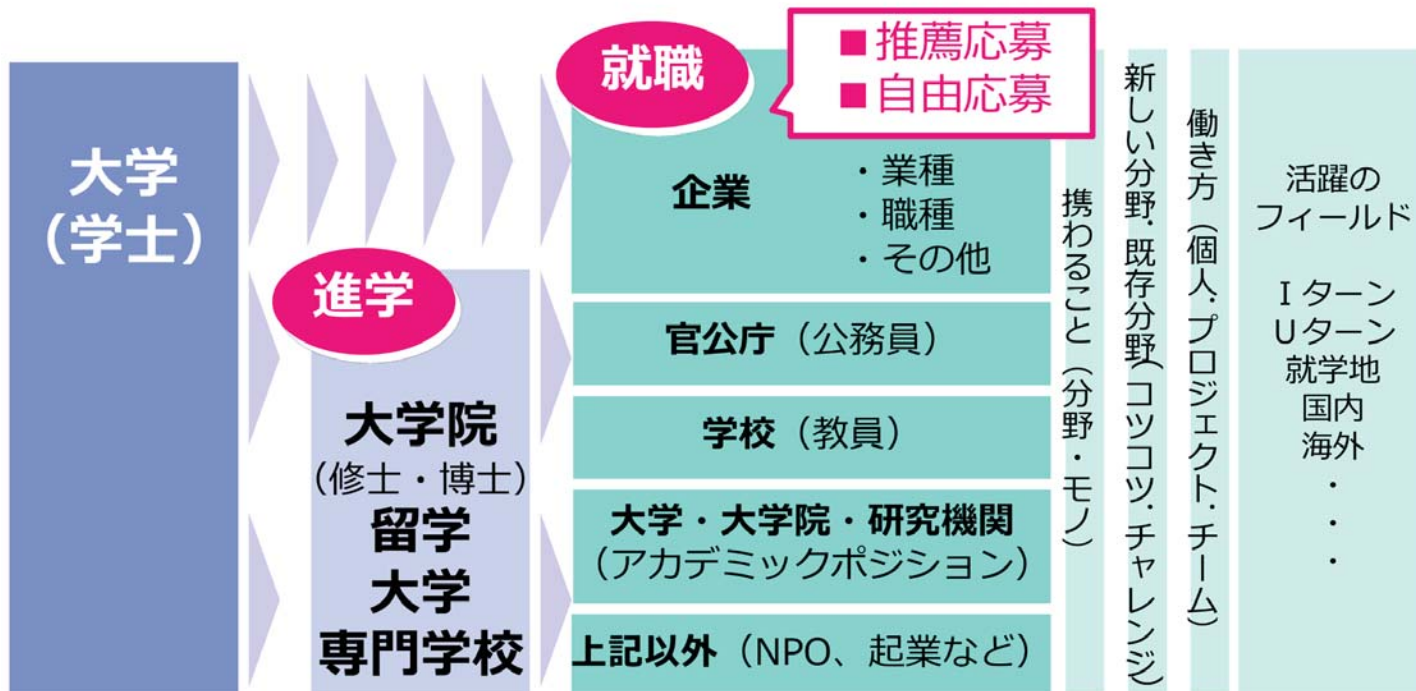 大学
（学士）
進学
大学院
（修士・博士）
留学
大学
専門学校
就職
■推薦応募
■自由応募
企業
・業種
・職種
・その他
官公庁（公務員）
学校（教員）
大学・大学院・研究機関
（アカデミックポジション）
上記以外（NPO、起業など）
携わること（分野・モノ）
新しい分野．既存分野（コツコツ．チャレンジ）
働き方（個人．プロジェクト．チーム）
活躍の
フィールド
Ｉターン
Ｕターン
就学地
国内
海外
・
・
・